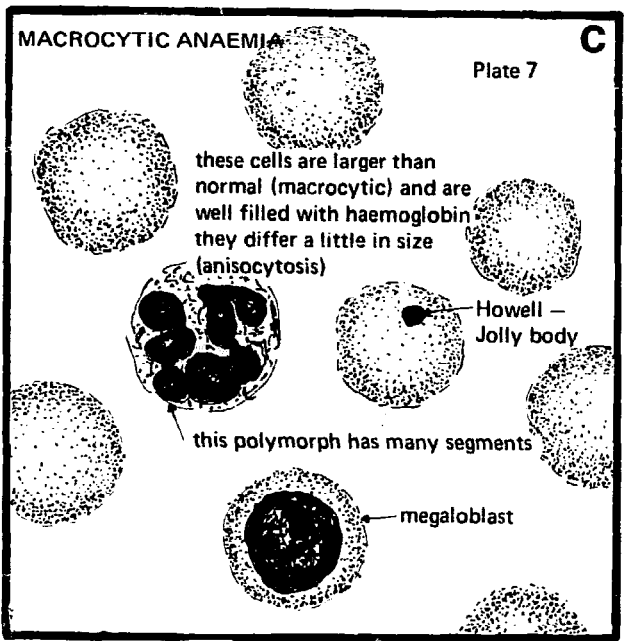 MACROCYTIC ANAEMIA
C
Plate 7
these cells are larger than
normal (macrocytic) and are
well filled with haemoglobin
they differ a little in size
(anisocytosis)
Howell –
Jolly body
this polymorph has many segments
megaloblast